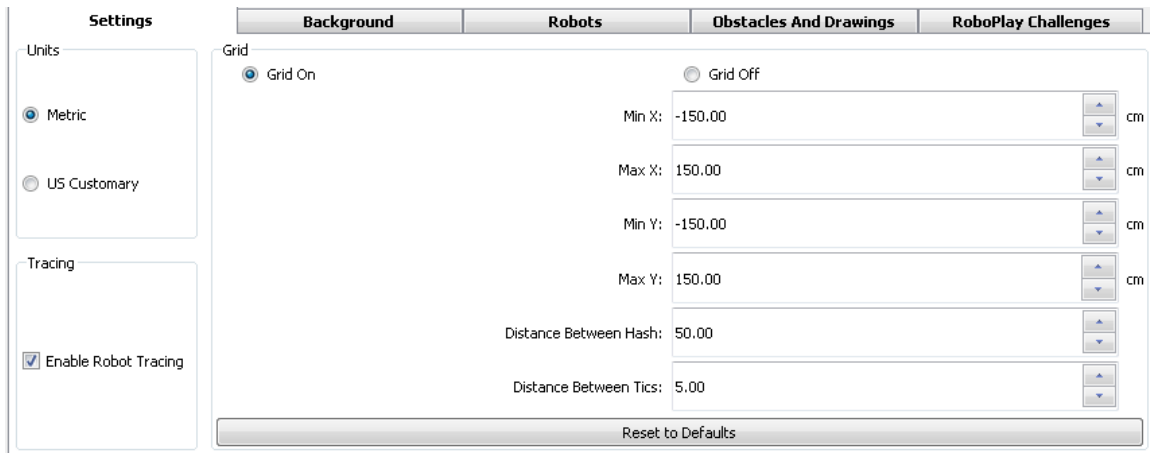 Settings Background Robots Obstacles And Drawings RoboPlay Challenges
Units
Metric
US Customary
Tracing
Enable Robot Tracing
Grid
Grid On Grid Off
Min X: -150.00 cm
Max X: 150.00 cm
Min Y: -150.00 cm
Max Y: 150.00 cm
Distance Between Hash: 50.00
Distance Between Tics: 5.00
Reset to Defaults